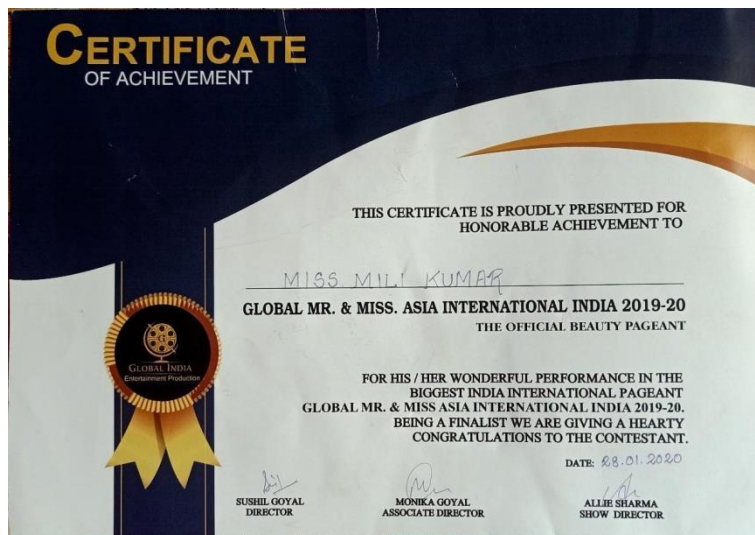 CERTIFICATE
OF ACHIEVEMENT
THIS CERTIFICATE IS PROUDLY PRESENTED FOR
HONORABLE ACHIEVEMENT TO
MISS MILI KUMAR
GLOBAL MR. & MISS. ASIA INTERNATIONAL INDIA 2019-20
THE OFFICIAL BEAUTY PAGEANT
GLOBAL INDIA
Entertainment Production
FOR HIS / HER WONDERFUL PERFORMANCE IN THE
BIGGEST INDIA INTERNATIONAL PAGEANT
GLOBAL MR. & MISS ASIA INTERNATIONAL INDIA 2019-20.
BEING A FINALIST WE ARE GIVING A HEARTY
CONGRATULATIONS TO THE CONTESTANT.
DATE: 28.01.2020
SUSHIL GOYAL
DIRECTOR
MONIKA GOYAL
ASSOCIATE DIRECTOR
ALLIE SHARMA
SHOW DIRECTOR